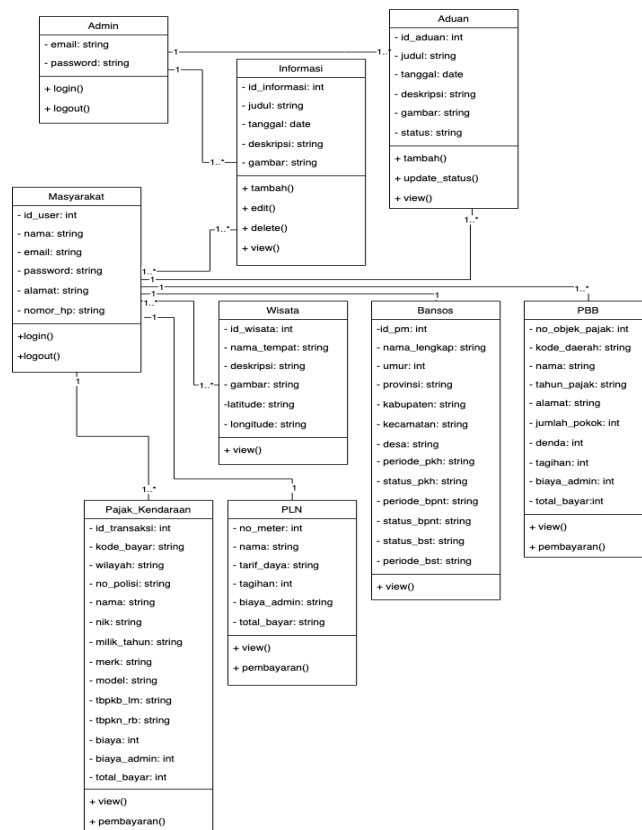 Admin
- email: string
- password: string
+ login()
+ logout()
1
1
1..*
1..*
Aduan
- id_aduan: int
- judul: string
- tanggal: date
- deskripsi: string
- gambar: string
- status: string
+ tambah()
+ update_status()
+ view()
1..*
Informasi
- id_informasi: int
- judul: string
- tanggal: date
- deskripsi: string
- gambar: string
+ tambah()
+ edit()
+ delete()
+ view()
1..*
Masyarakat
- id_user: int
- nama: string
- email: string
- password: string
- alamat: string
- nomor_hp: string
+login()
+logout()
1..*
1
1
1
1..*
1
1
1..*
1
1..*
1
1..*
1
Wisata
- id_wisata: int
- nama_tempat: string
- deskripsi: string
- gambar: string
-latitude: string
- longitude: string
+ view()
Bansos
-id_pm: int
- nama_lengkap: string
- umur: int
- provinsi: string
- kabupaten: string
- kecamatan: string
- desa: string
- periode_pkh: string
- status_pkh: string
- periode_bpnt: string
- status_bpnt: string
- status_bst: string
- periode_bst: string
+ view()
PBB
- no_objek_pajak: int
- kode_daerah: string
- nama: string
- tahun_pajak: string
- alamat: string
- jumlah_pokok: int
- denda: int
- tagihan: int
- biaya_admin: int
- total_bayar:int
+ view()
+ pembayaran()
Pajak_Kendaraan
- id_transaksi: int
- kode_bayar: string
- wilayah: string
- no_polisi: string
- nama: string
- nik: string
- milik_tahun: string
- merk: string
- model: string
- tbpkb_lm: string
- tbpkn_rb: string
- biaya: int
- biaya_admin: int
- total_bayar: int
+ view()
+ pembayaran()
PLN
- no_meter: int
- nama: string
- tarif_daya: string
- tagihan: int
- biaya_admin: string
- total_bayar: string
+ view()
+ pembayaran()